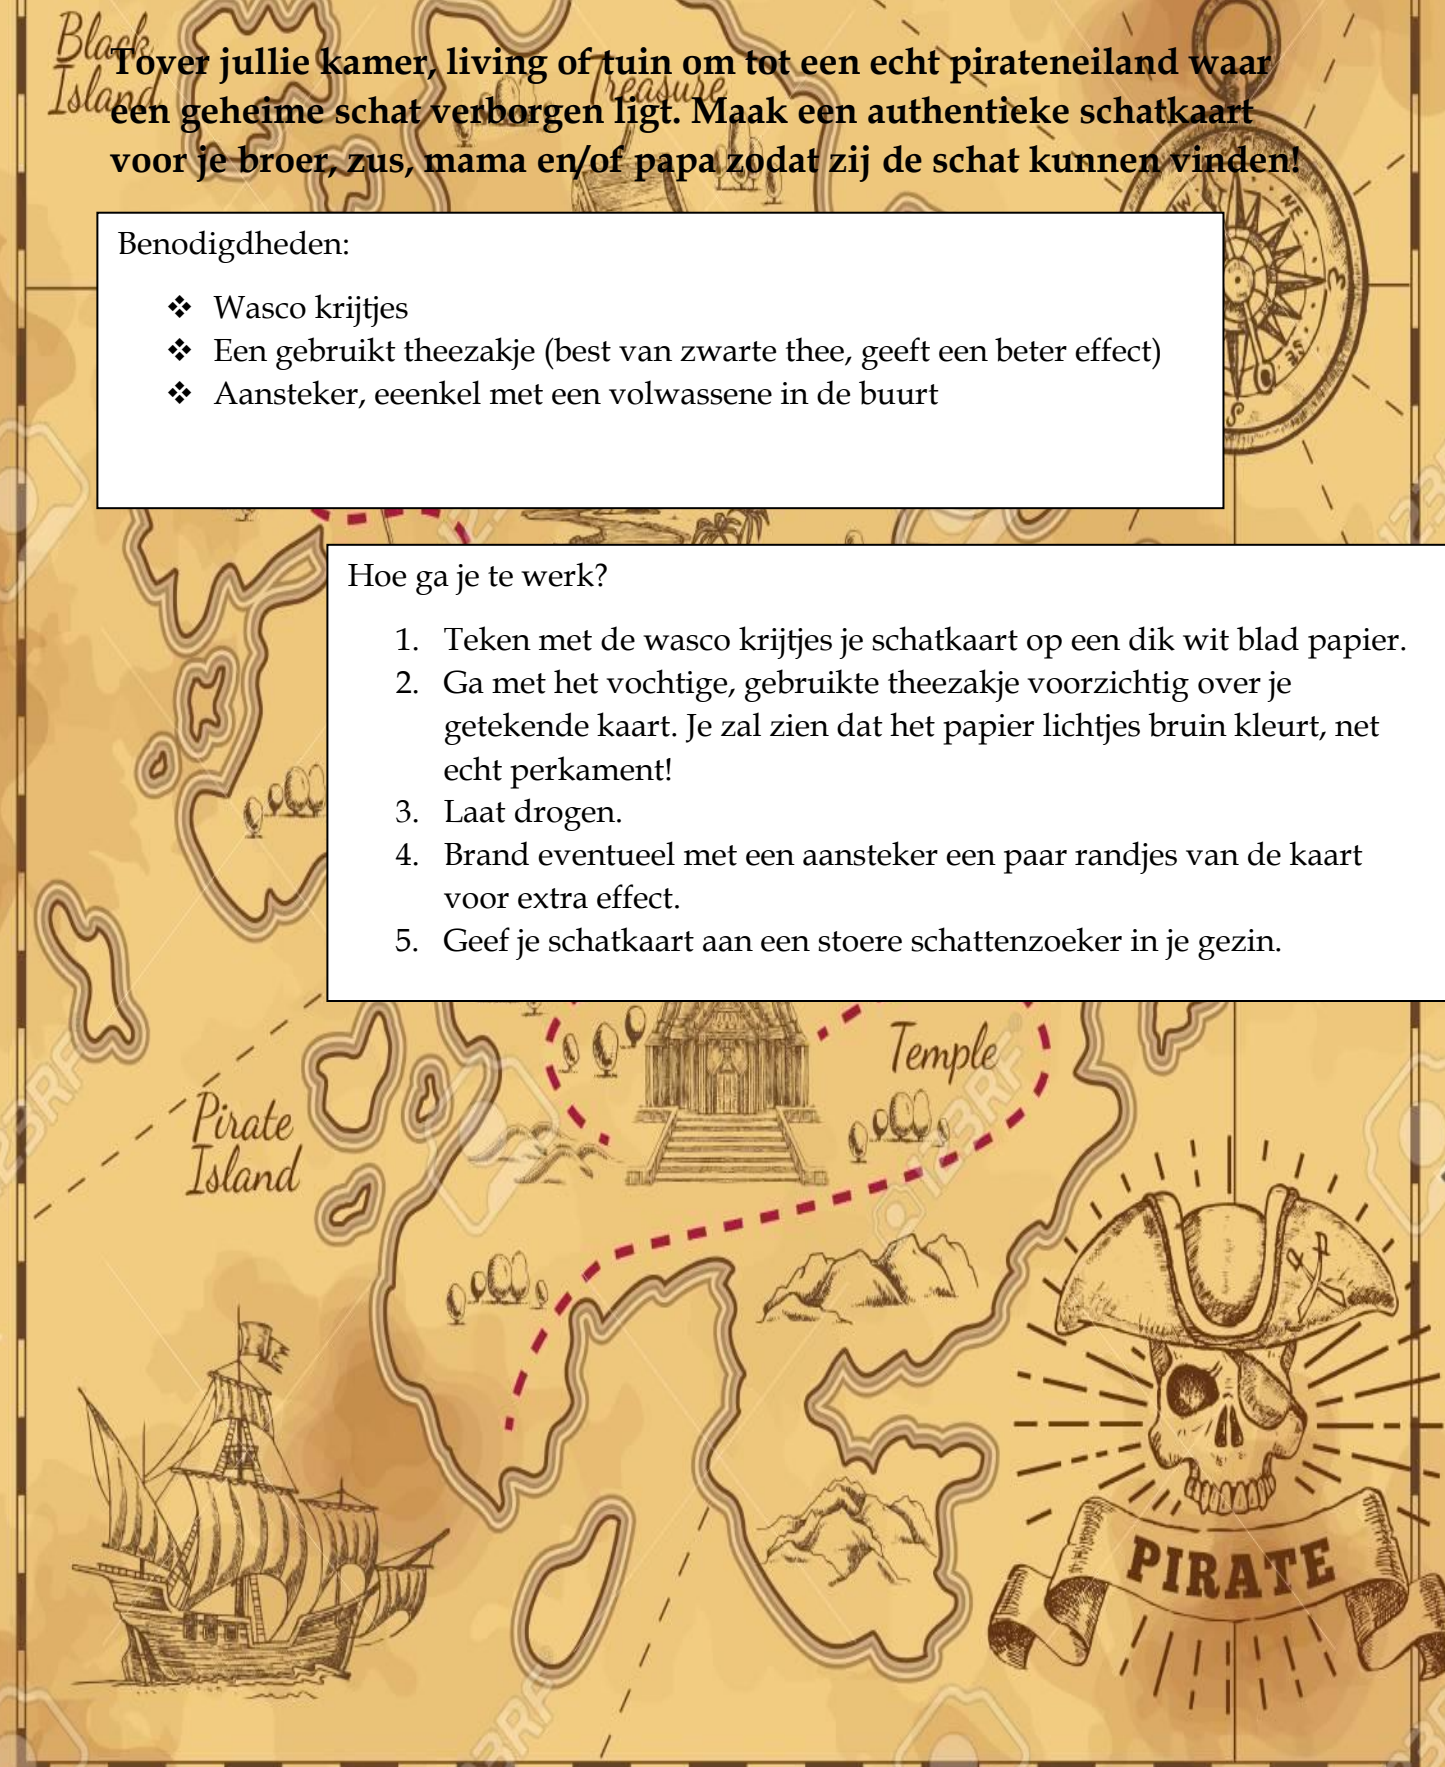 Black
Island
Treasure
Tover jullie kamer, living of tuin om tot een echt pirateneiland waar
een geheime schat verborgen ligt. Maak een authentieke schatkaart
voor je broer, zus, mama en/of papa zodat zij de schat kunnen vinden!
NE
SE
S
Benodigdheden:
❖ Wasco krijtjes
❖ Een gebruikt theezakje (best van zwarte thee, geeft een beter effect)
❖ Aansteker, eeenkel met een volwassene in de buurt
Hoe ga je te werk?
1. Teken met de wasco krijtjes je schatkaart op een dik wit blad papier.
2. Ga met het vochtige, gebruikte theezakje voorzichtig over je
getekende kaart. Je zal zien dat het papier lichtjes bruin kleurt, net
echt perkament!
3. Laat drogen.
4. Brand eventueel met een aansteker een paar randjes van de kaart
voor extra effect.
5. Geef je schatkaart aan een stoere schattenzoeker in je gezin.
Temple
Pirate
Island
PIRATE
123RF